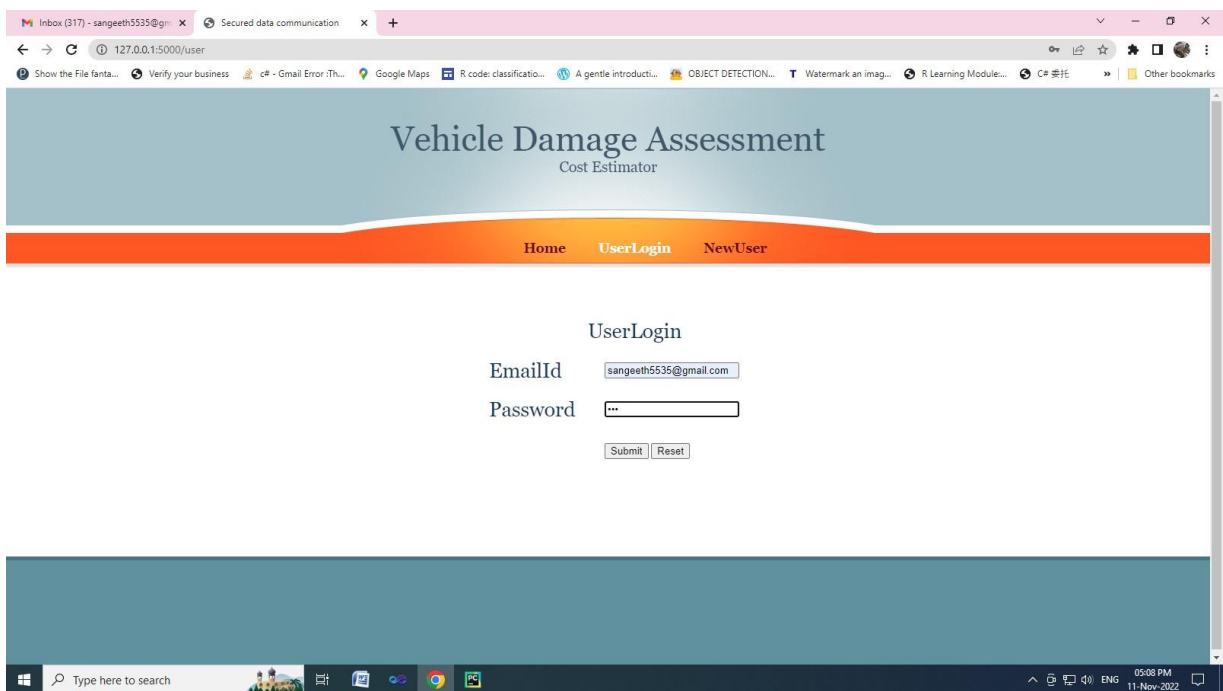 Inbox (317) - sangeeth5535@gm
Secured data communication
127.0.0.1:5000/user
Show the File fanta... Verify your business c# - Gmail Error :Th... Google Maps R code: classificatio... A gentle introducti... OBJECT DETECTION... T Watermark an imag... R Learning Module:... C# 委托 » Other bookmarks
Vehicle Damage Assessment
Cost Estimator
Home UserLogin NewUser
UserLogin
EmailId sangeeth5535@gmail.com
Password •••
Submit Reset
Type here to search PC ENG 05:08 PM
11-Nov-2022